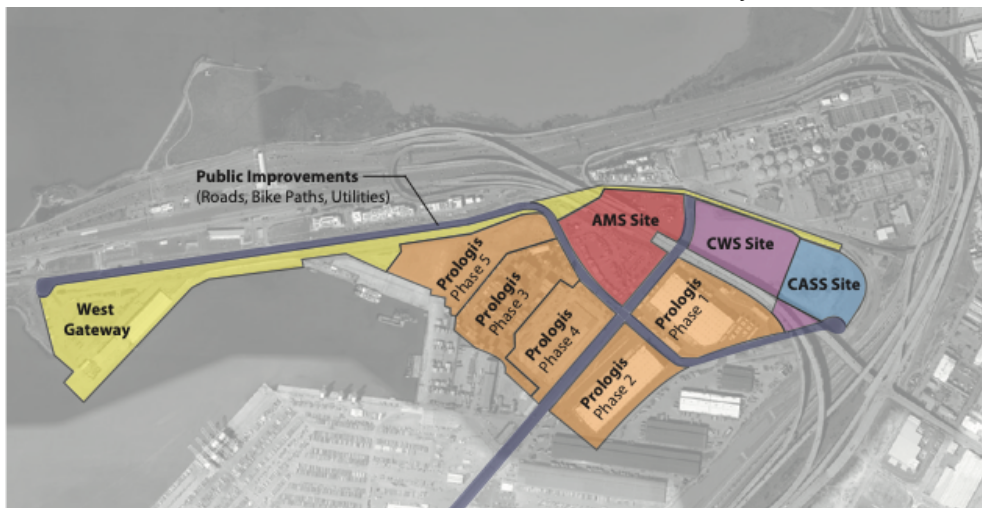 Public Improvements
(Roads, Bike Paths, Utilities)
AMS Site
CWS Site
CASS Site
Prologis
Phase 5
Prologis
Phase 3
Prologis
Phase 4
Prologis
Phase 1
Prologis
Phase 2
West
Gateway